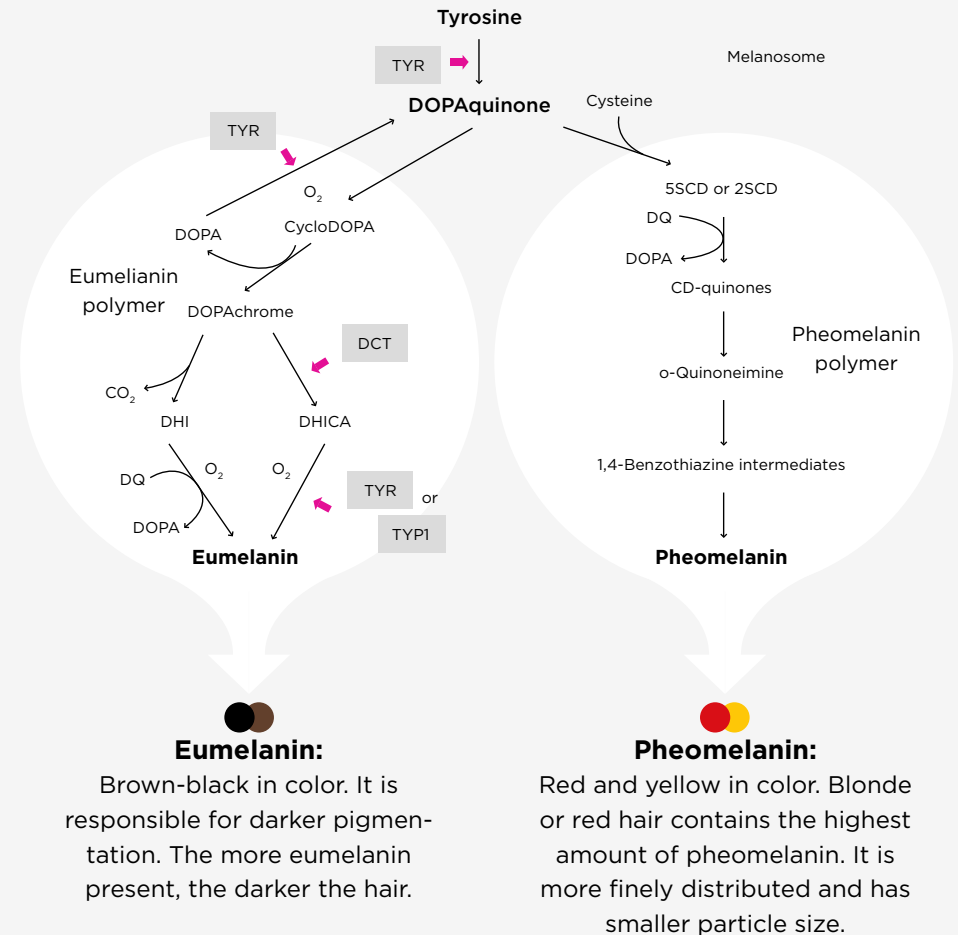 Tyrosine
TYR
Melanosome
DOPAquinone
Cysteine
TYR
O₂
5SCD or 2SCD
DQ
DOPA
CycloDOPA
DOPA
Eumelianin
polymer
CD-quinones
DOPAchrome
DCT
Pheomelanin
polymer
o-Quinoneimine
CO₂
DHI
DHICA
1,4-Benzothiazine intermediates
DQ
O₂
O₂
TYR
or
DOPA
TYP1
Eumelanin
Pheomelanin
Eumelanin:
Brown-black in color. It is
responsible for darker pigmen-
tation. The more eumelanin
present, the darker the hair.
Pheomelanin:
Red and yellow in color. Blonde
or red hair contains the highest
amount of pheomelanin. It is
more finely distributed and has
smaller particle size.